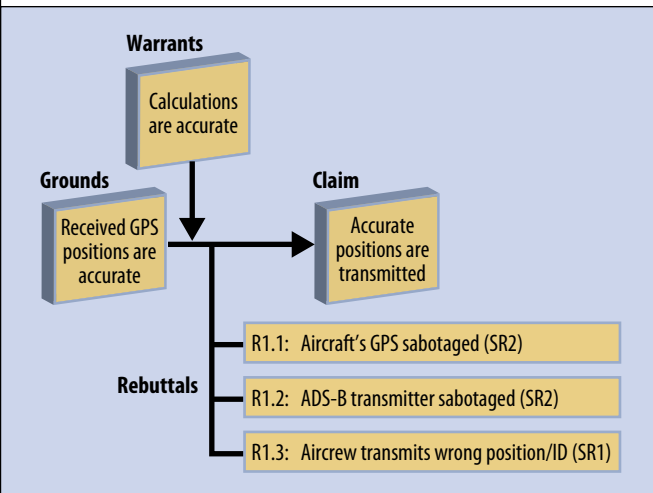 Warrants
Calculations
are accurate
Grounds
Received GPS
positions are
accurate
Claim
Accurate
positions are
transmitted
Rebuttals
R1.1: Aircraft's GPS sabotaged (SR2)
R1.2: ADS-B transmitter sabotaged (SR2)
R1.3: Aircrew transmits wrong position/ID (SR1)